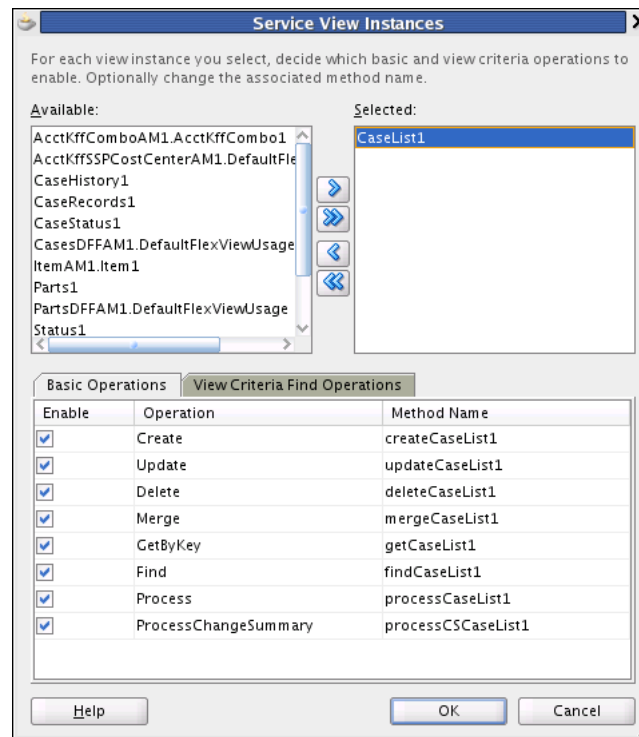 Service View Instances
For each view instance you select, decide which basic and view criteria operations to
enable. Optionally change the associated method name.
Available:
Selected:
AcctKffComboAM1.AcctKffCombo1
AcctKffSSPCostCenterAM1.DefaultFle
CaseHistory1
CaseRecords1
CaseStatus1
CasesDFFAM1.DefaultFlexViewUsage
ItemAM1.Item1
Parts1
PartsDFFAM1.DefaultFlexViewUsage
Status1
CaseList1
Basic Operations View Criteria Find Operations
Enable Operation Method Name
Create createCaseList1
Update updateCaseList1
Delete deleteCaseList1
Merge mergeCaseList1
GetByKey getCaseList1
Find findCaseList1
Process processCaseList1
ProcessChangeSummary processCSCaseList1
Help OK Cancel